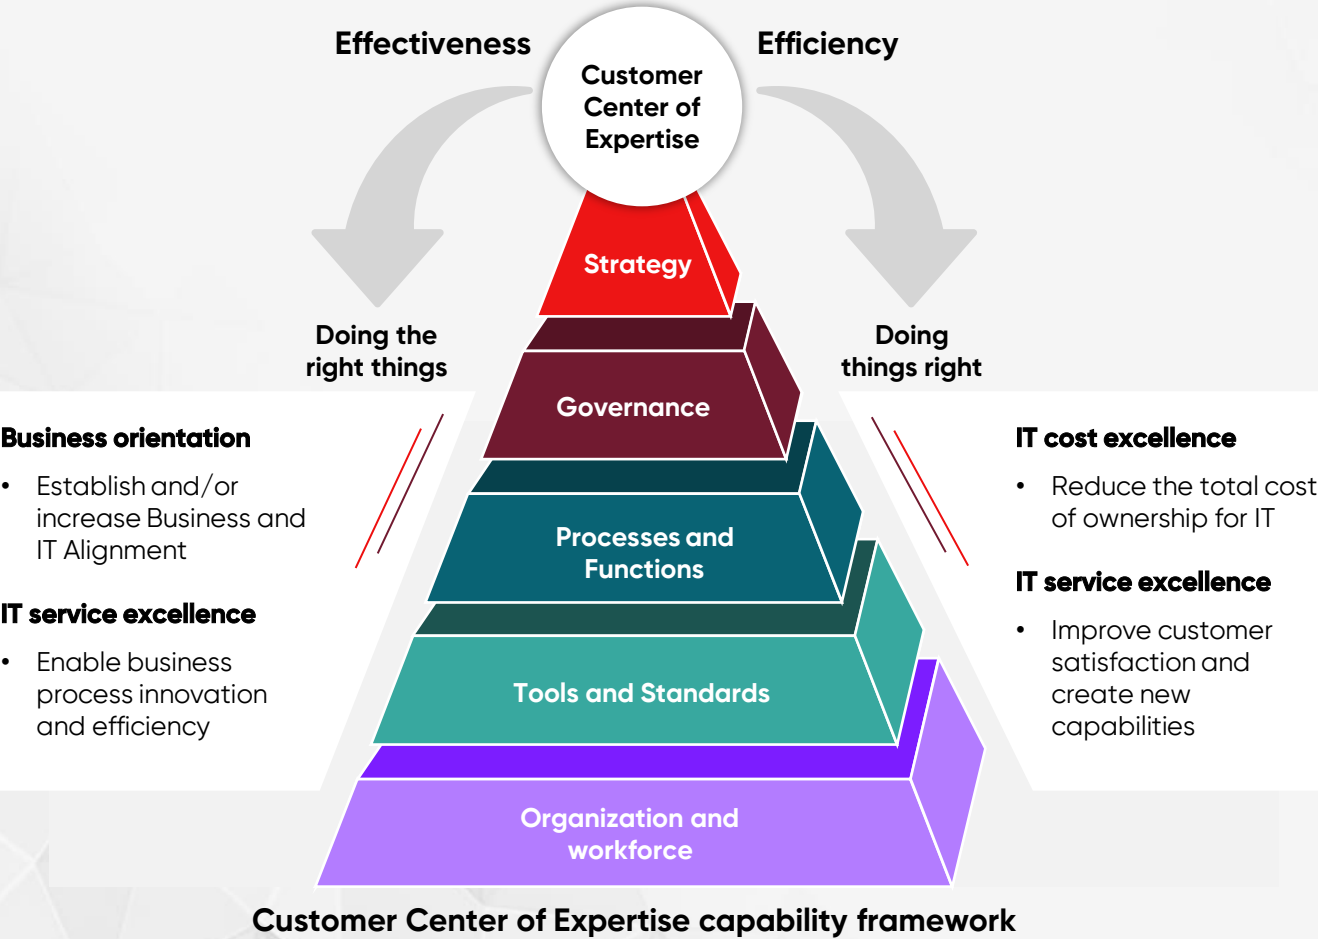 Effectiveness
Efficiency
Customer
Center of
Expertise
Strategy
Doing the
right things
Doing
things right
Governance
Business orientation
• Establish and/or
increase Business and
IT Alignment
IT service excellence
• Enable business
process innovation
and efficiency
Processes and
Functions
Tools and Standards
Organization and
workforce
IT cost excellence
• Reduce the total cost
of ownership for IT
IT service excellence
• Improve customer
satisfaction and
create new
capabilities
Customer Center of Expertise capability framework